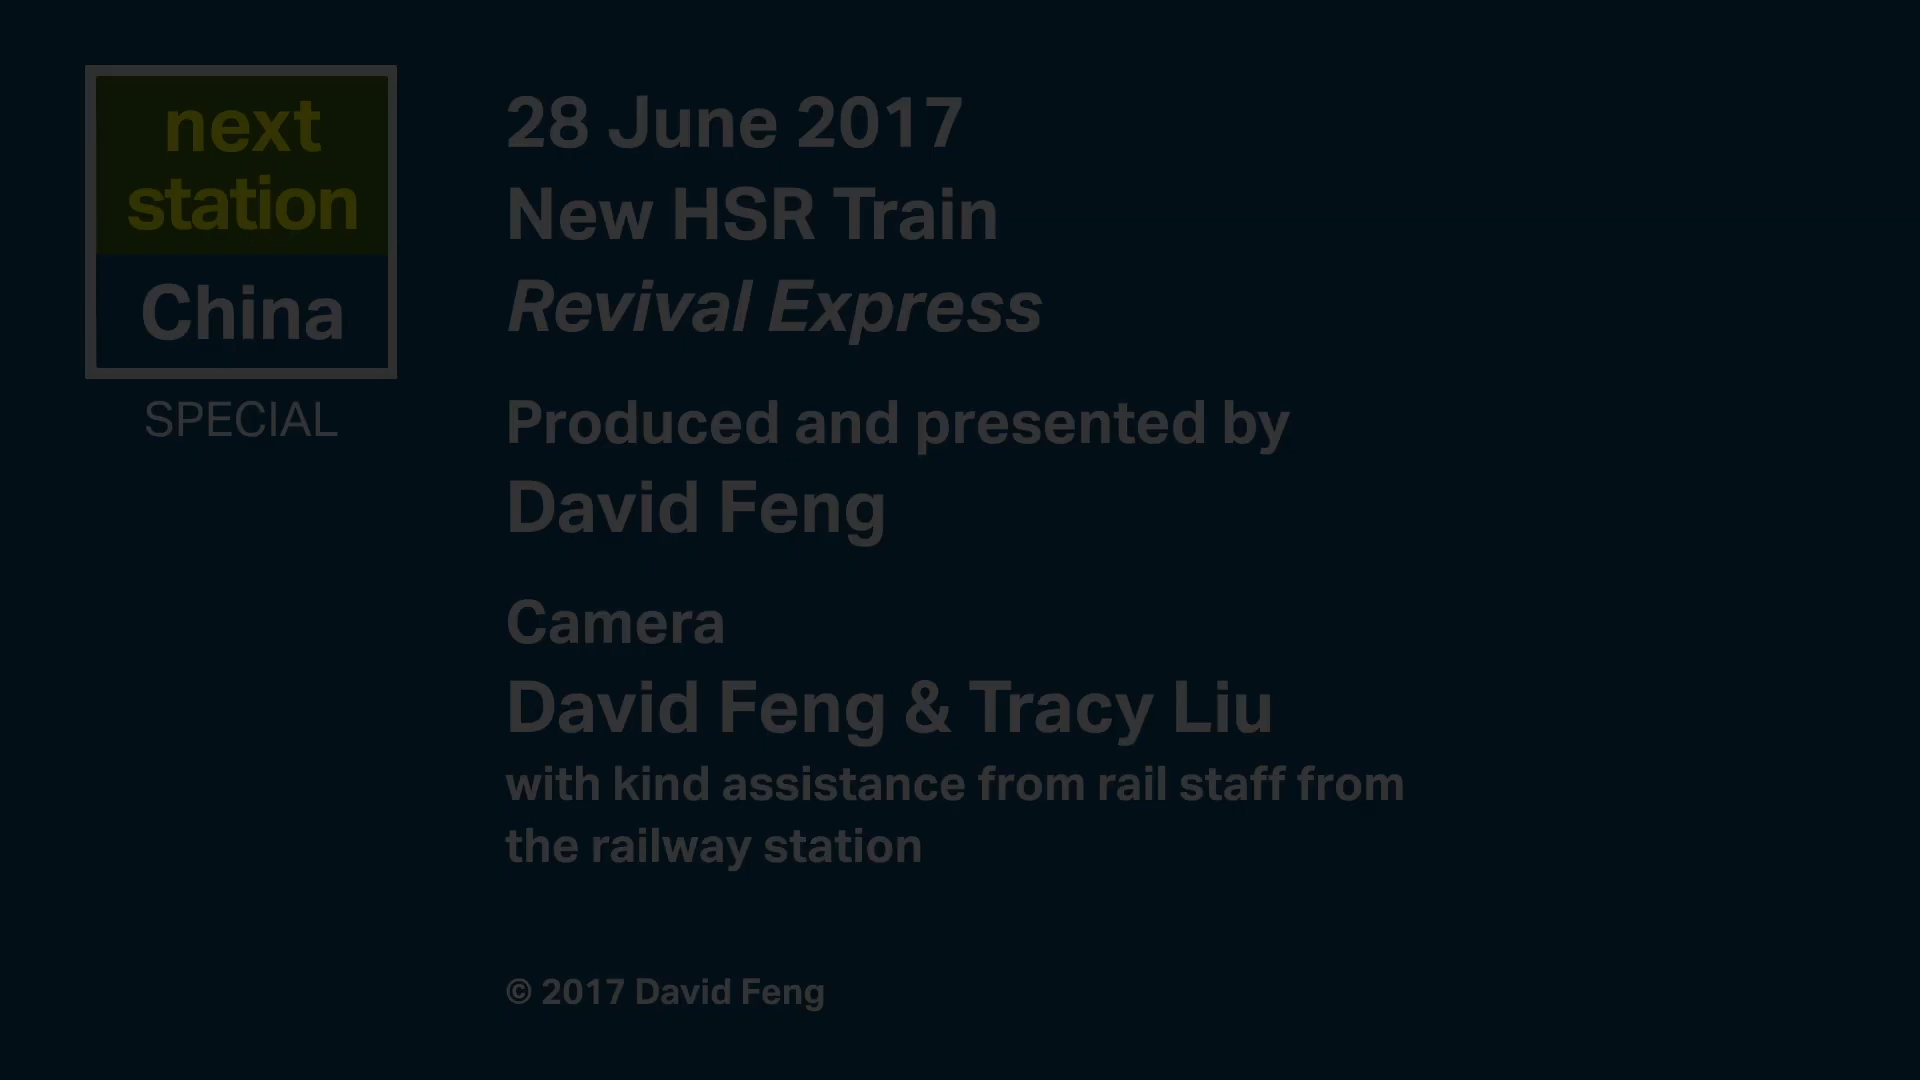 next
station
China
SPECIAL
28 June 2017
New HSR Train
Revival Express
Produced and presented by
David Feng
Camera
David Feng & Tracy Liu
with kind assistance from rail staff from
the railway station
© 2017 David Feng